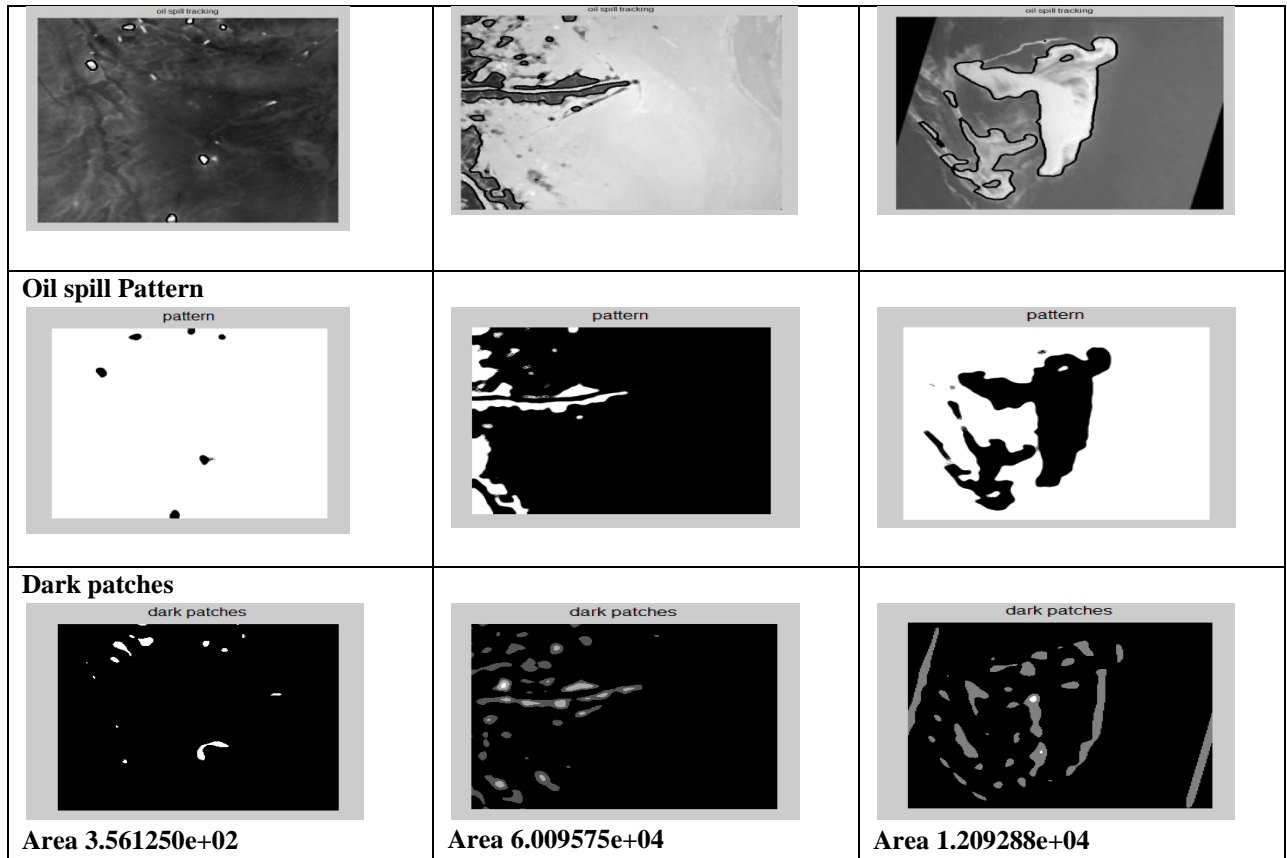 oil spill tracking
oil spill tracking
oil spill tracking
Oil spill Pattern
pattern
pattern
pattern
Dark patches
dark patches
dark patches
dark patches
Area 3.561250e+02
Area 6.009575e+04
Area 1.209288e+04